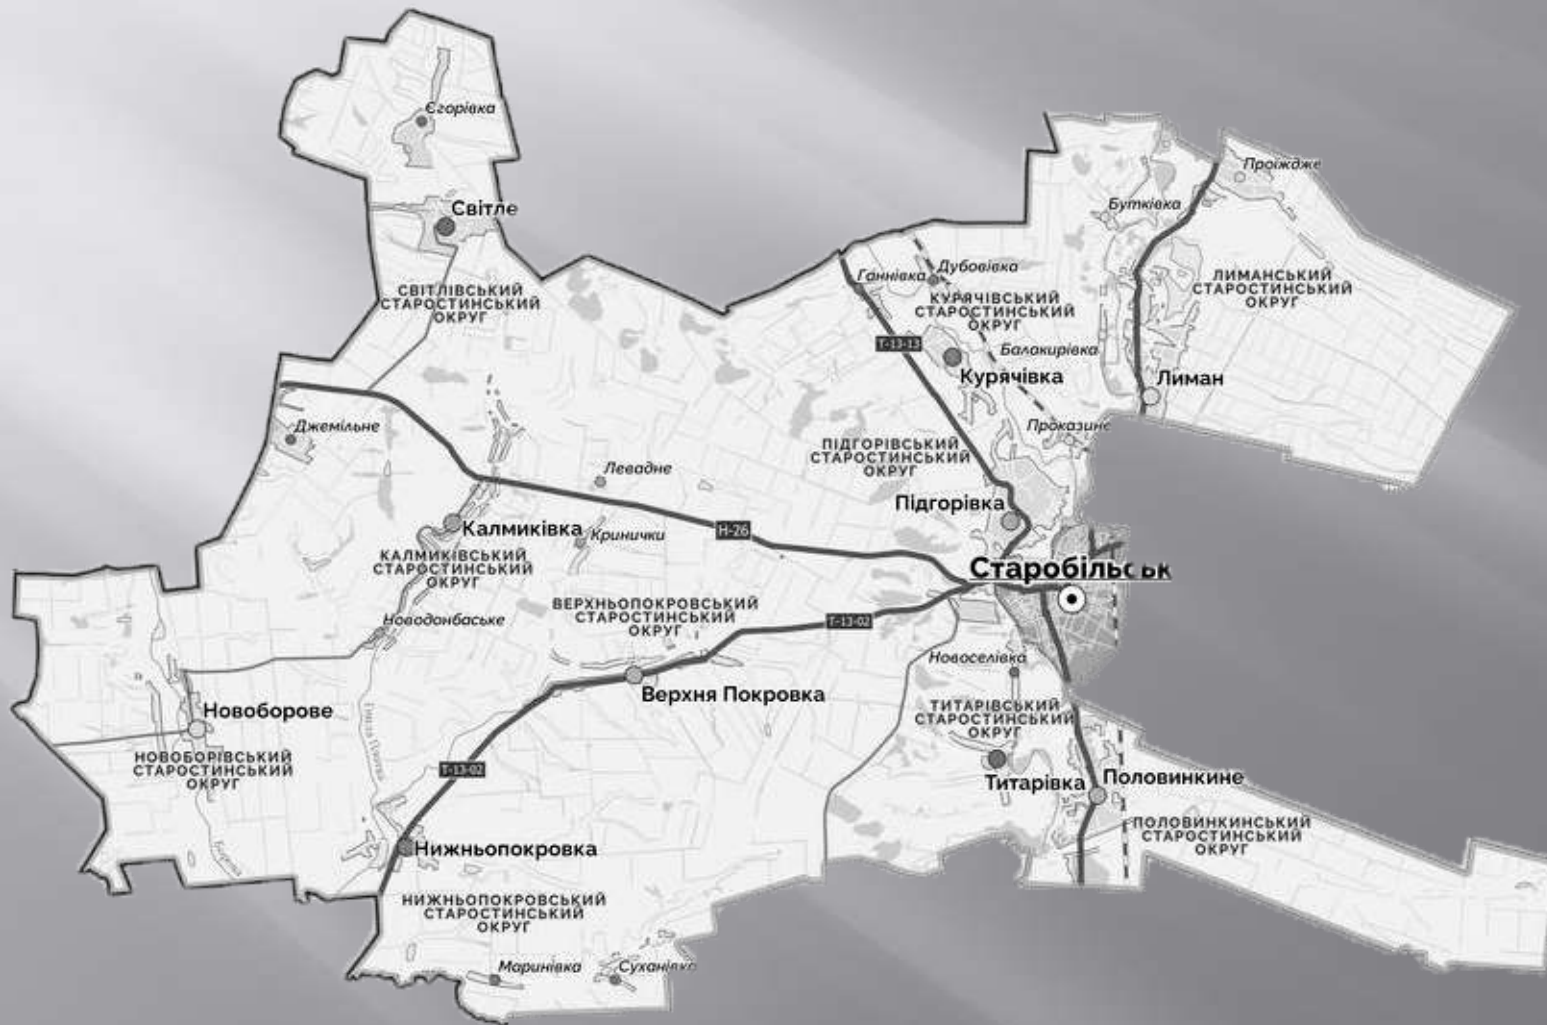 Єгорівка
Світле
СВІТЛІВСЬКИЙ
СТАРОСТИНСЬКИЙ
ОКРУГ
Проїждже
Бутківка
ЛИМАНСЬКИЙ
СТАРОСТИНСЬКИЙ
ОКРУГ
Ганнівка
Дубовівка
КУРЯЧІВСЬКИЙ
СТАРОСТИНСЬКИЙ
ОКРУГ
Т-13-13
Балакирівка
Курячівка
Лиман
Джемільне
Проказине
ПІДГОРІВСЬКИЙ
СТАРОСТИНСЬКИЙ
ОКРУГ
Левадне
Підгорівка
Калмиківка
Кринички
Н-26
КАЛМИКІВСЬКИЙ
СТАРОСТИНСЬКИЙ
ОКРУГ
Старобільськ
ВЕРХНЬОПОКРОВСЬКИЙ
СТАРОСТИНСЬКИЙ
ОКРУГ
Новодонбаське
Т-13-02
Новоселівка
Верхня Покровка
Новоборове
ТИТАРІВСЬКИЙ
СТАРОСТИНСЬКИЙ
ОКРУГ
НОВОБОРІВСЬКИЙ
СТАРОСТИНСЬКИЙ
ОКРУГ
Т-13-02
Титарівка
Половинкине
ПОЛОВИНКИНСЬКИЙ
СТАРОСТИНСЬКИЙ
ОКРУГ
Нижньопокровка
НИЖНЬОПОКРОВСЬКИЙ
СТАРОСТИНСЬКИЙ
ОКРУГ
Маринівка
Суханівка